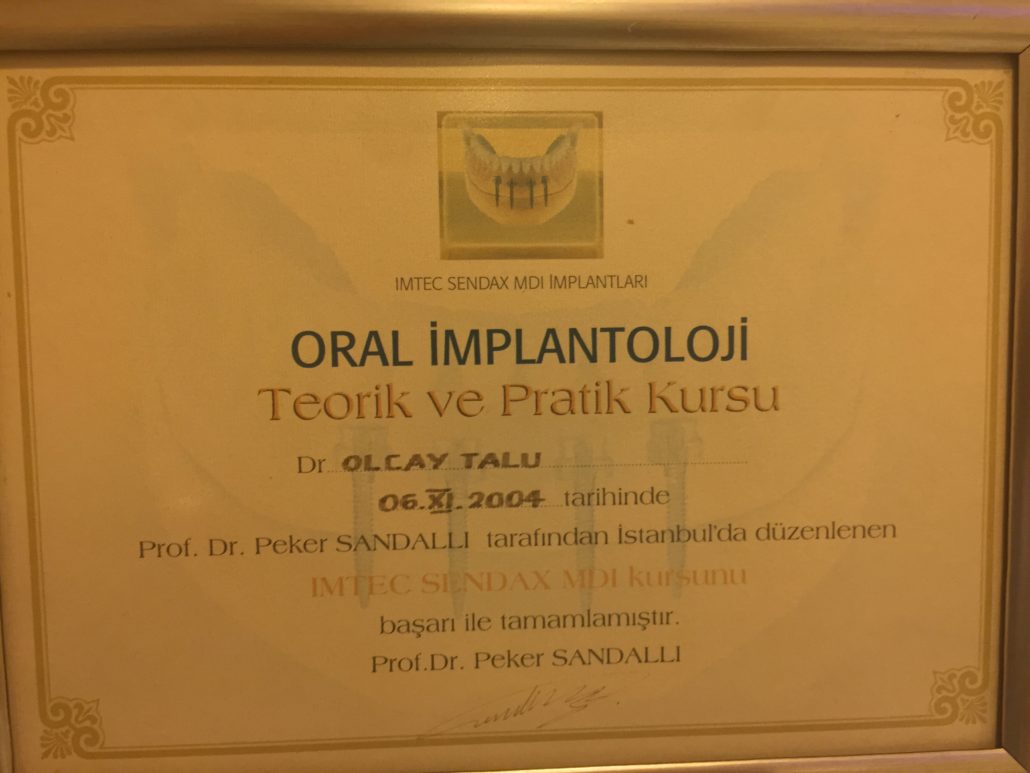 IMTEC SENDAX MDI İMPLANTLARI
ORAL İMPLANTOLOJİ
Teorik ve Pratik Kursu
Dr. OLCAY TALU
06.XI.2004 tarihinde
Prof. Dr. Peker SANDALLI tarafından İstanbul'da düzenlenen
IMTEC SENDAX MDI kursunu
başarı ile tamamlamıştır.
Prof.Dr. Peker SANDALLI